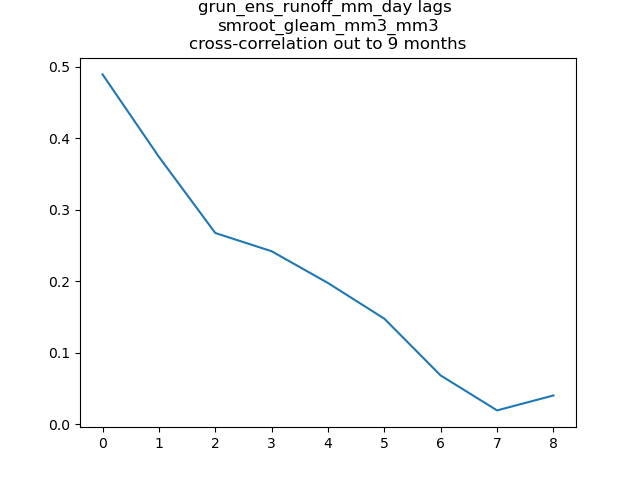 grun_ens_runoff_mm_day lags
smroot_gleam_mm3_mm3
cross-correlation out to 9 months
0.5
0.4
0.3
0.2
0.1
0.0
0 1 2 3 4 5 6 7 8